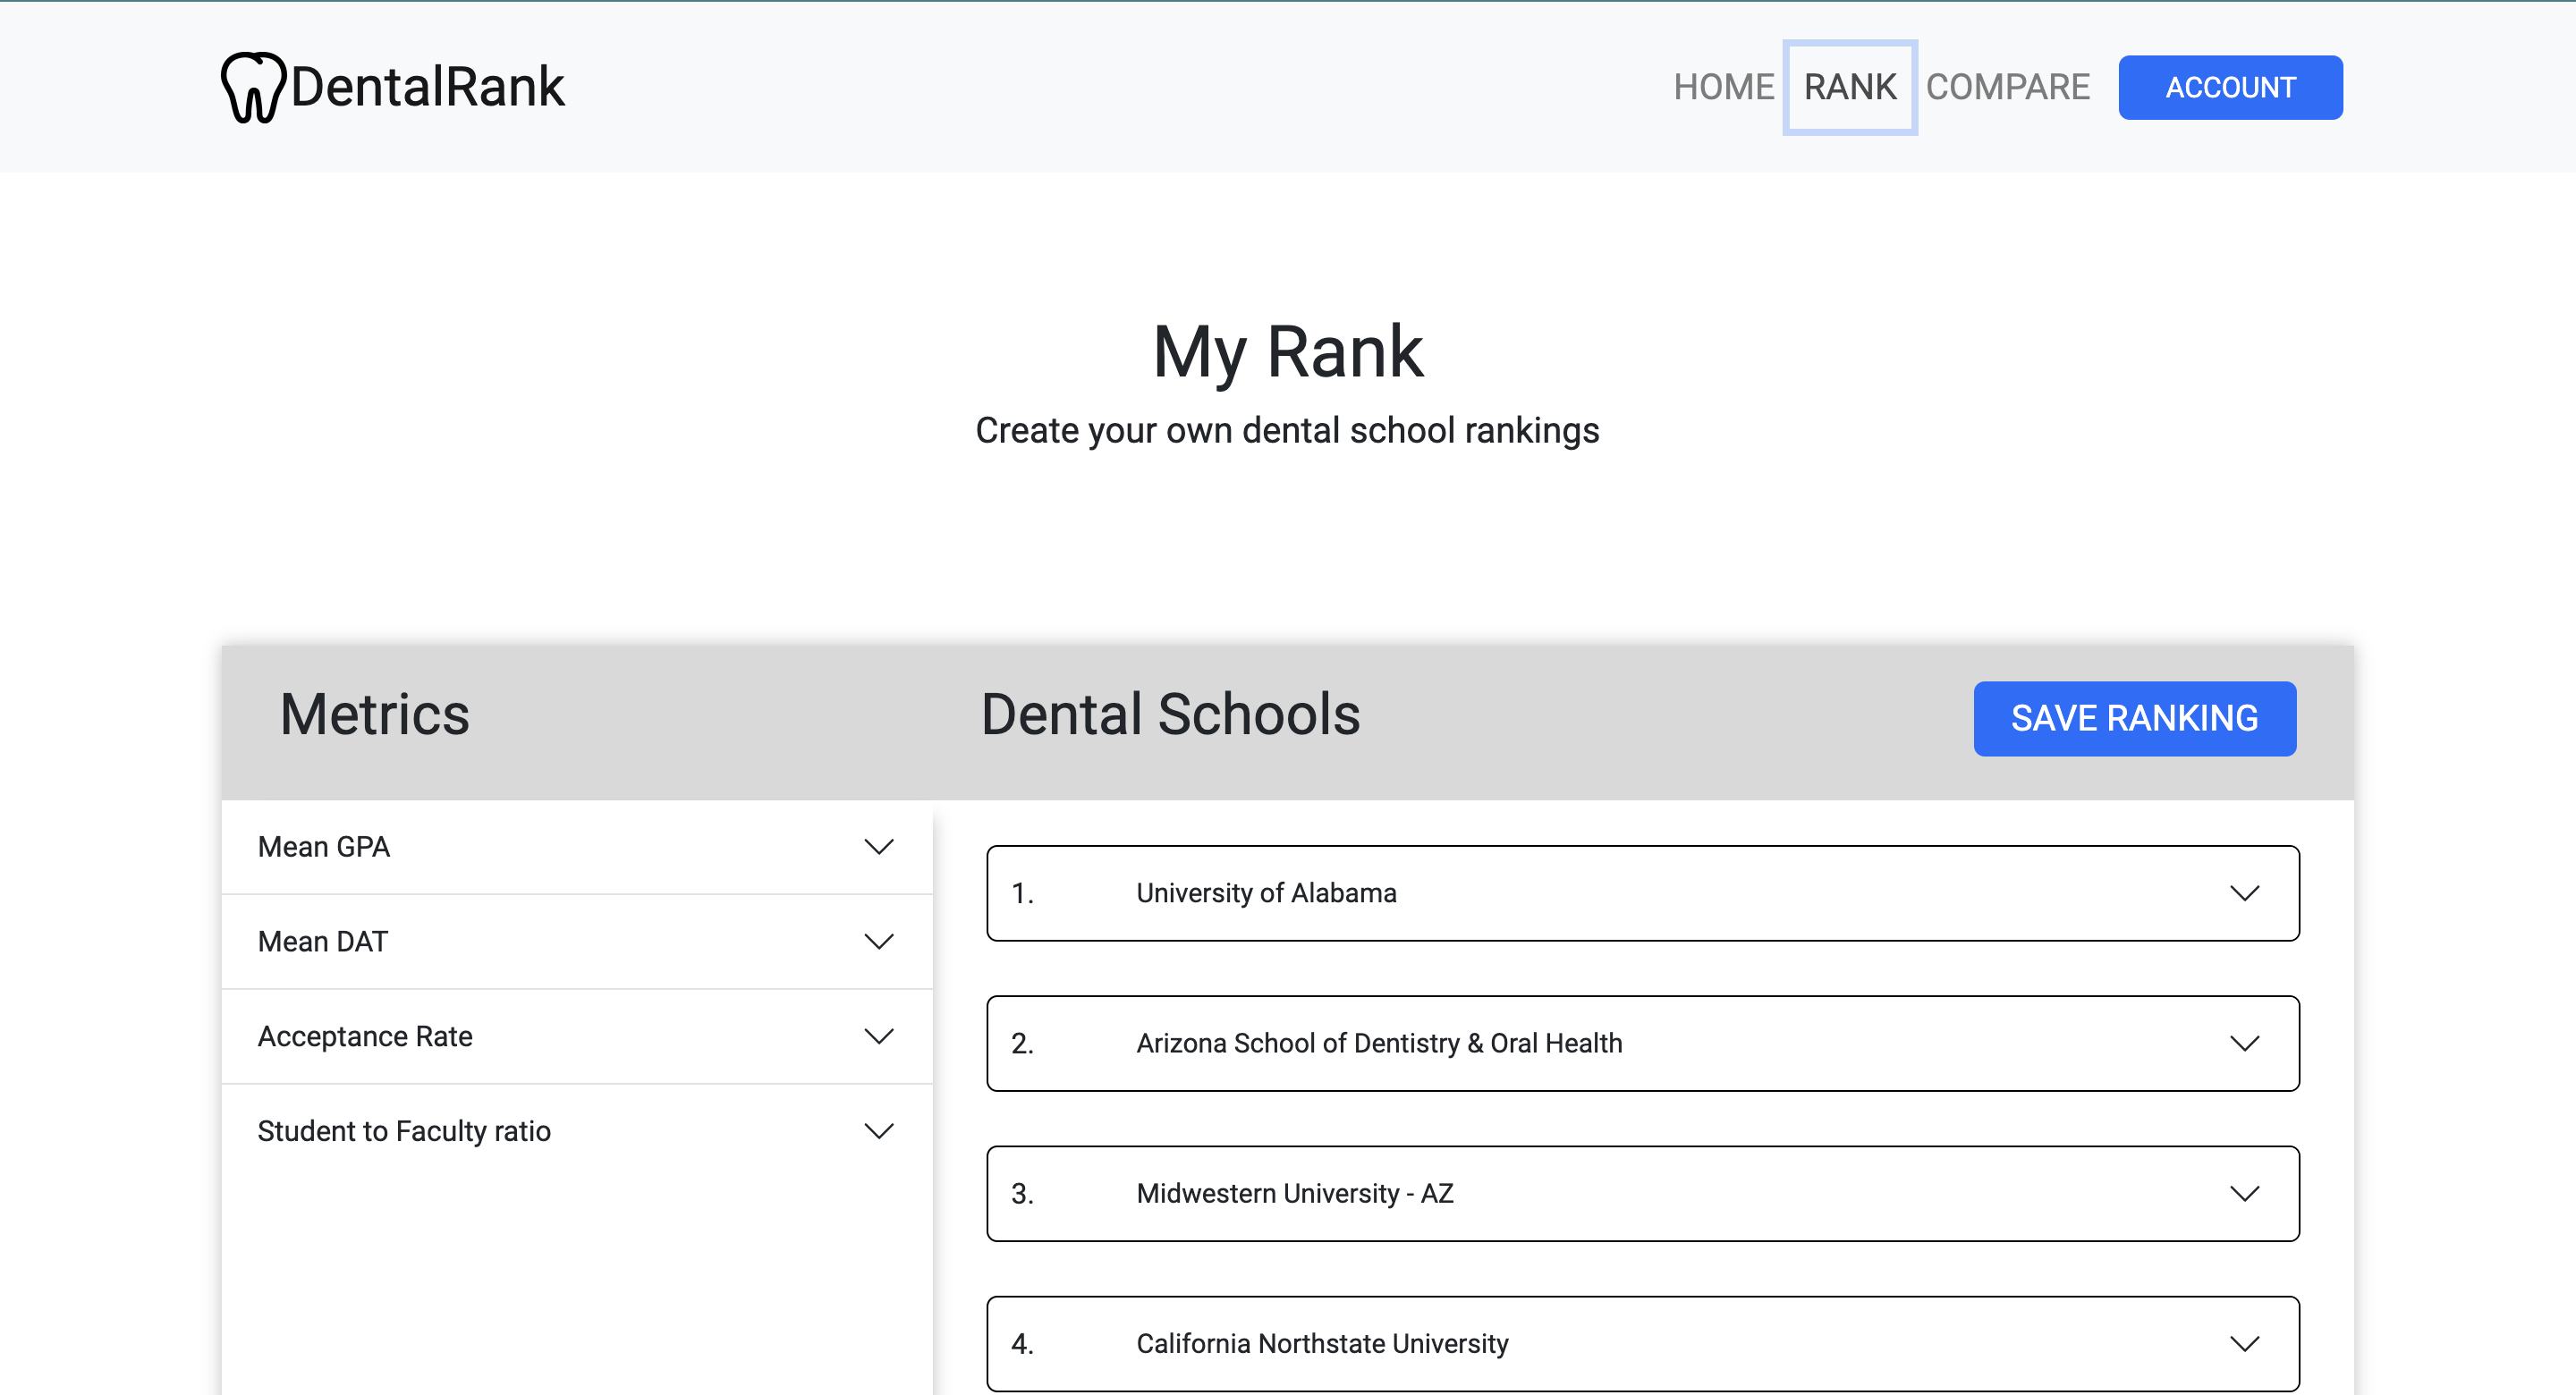 DentalRank
HOME RANK COMPARE ACCOUNT
My Rank
Create your own dental school rankings
Metrics
Dental Schools
SAVE RANKING
Mean GPA
Mean DAT
Acceptance Rate
Student to Faculty ratio
1. University of Alabama
2. Arizona School of Dentistry & Oral Health
3. Midwestern University - AZ
4. California Northstate University